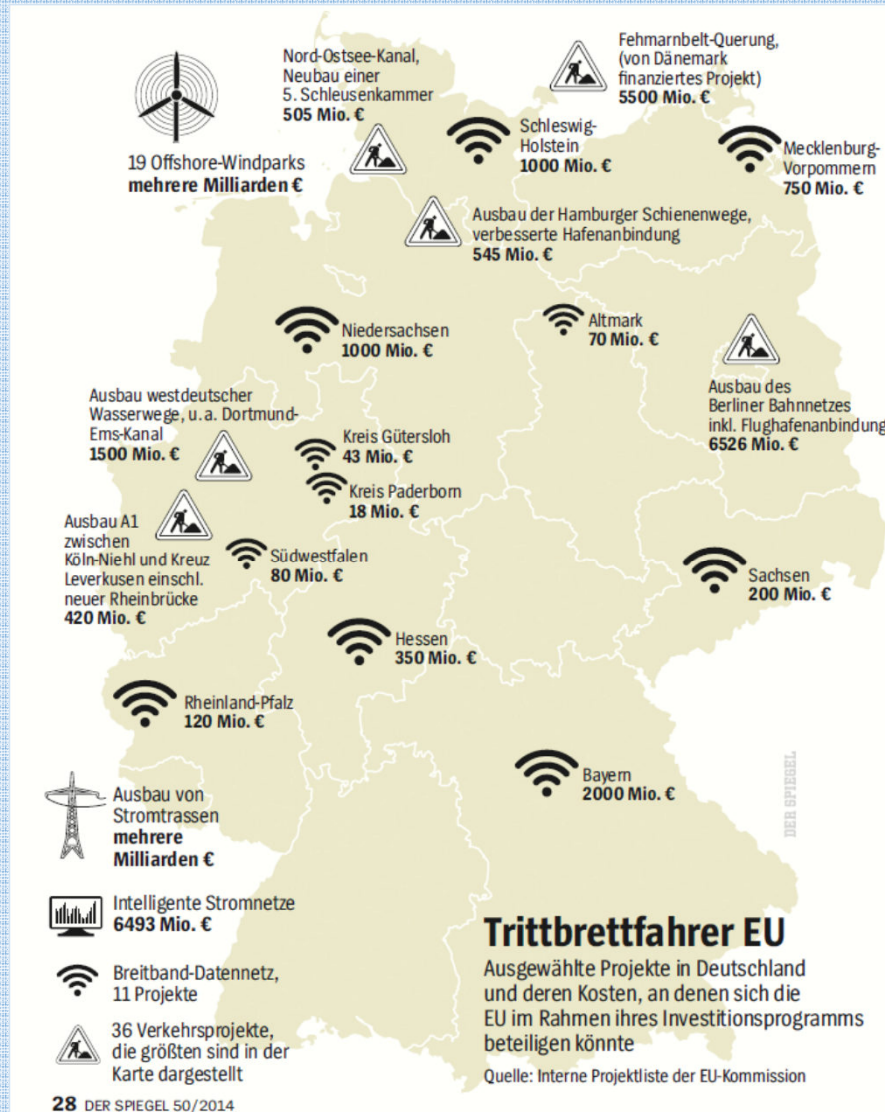 Nord-Ostsee-Kanal,
Neubau einer
5. Schleusenkammer
505 Mio. €
Fehmarnbelt-Querung,
(von Dänemark
finanziertes Projekt)
5500 Mio. €
19 Offshore-Windparks
mehrere Milliarden €
Schleswig-
Holstein
1000 Mio. €
Mecklenburg-
Vorpommern
750 Mio. €
Ausbau der Hamburger Schienenwege,
verbesserte Hafenanbindung
545 Mio. €
Niedersachsen
1000 Mio. €
Altmark
70 Mio. €
Ausbau des
Berliner Bahnnetzes
inkl. Flughafenanbindung
6526 Mio. €
Ausbau westdeutscher
Wasserwege, u. a. Dortmund-
Ems-Kanal
1500 Mio. €
Kreis Gütersloh
43 Mio. €
Kreis Paderborn
18 Mio. €
Ausbau A1
zwischen
Köln-Niehl und Kreuz
Leverkusen einschl.
neuer Rheinbrücke
420 Mio. €
Südwestfalen
80 Mio. €
Sachsen
200 Mio. €
Hessen
350 Mio. €
Rheinland-Pfalz
120 Mio. €
Bayern
2000 Mio. €
DER SPIEGEL
Ausbau von
Stromtrassen
mehrere
Milliarden €
Intelligente Stromnetze
6493 Mio. €
Breitband-Datennetz,
11 Projekte
36 Verkehrsprojekte,
die größten sind in der
Karte dargestellt
Trittbrettfahrer EU
Ausgewählte Projekte in Deutschland
und deren Kosten, an denen sich die
EU im Rahmen ihres Investitionsprogramms
beteiligen könnte
Quelle: Interne Projektliste der EU-Kommission
28 DER SPIEGEL 50/2014